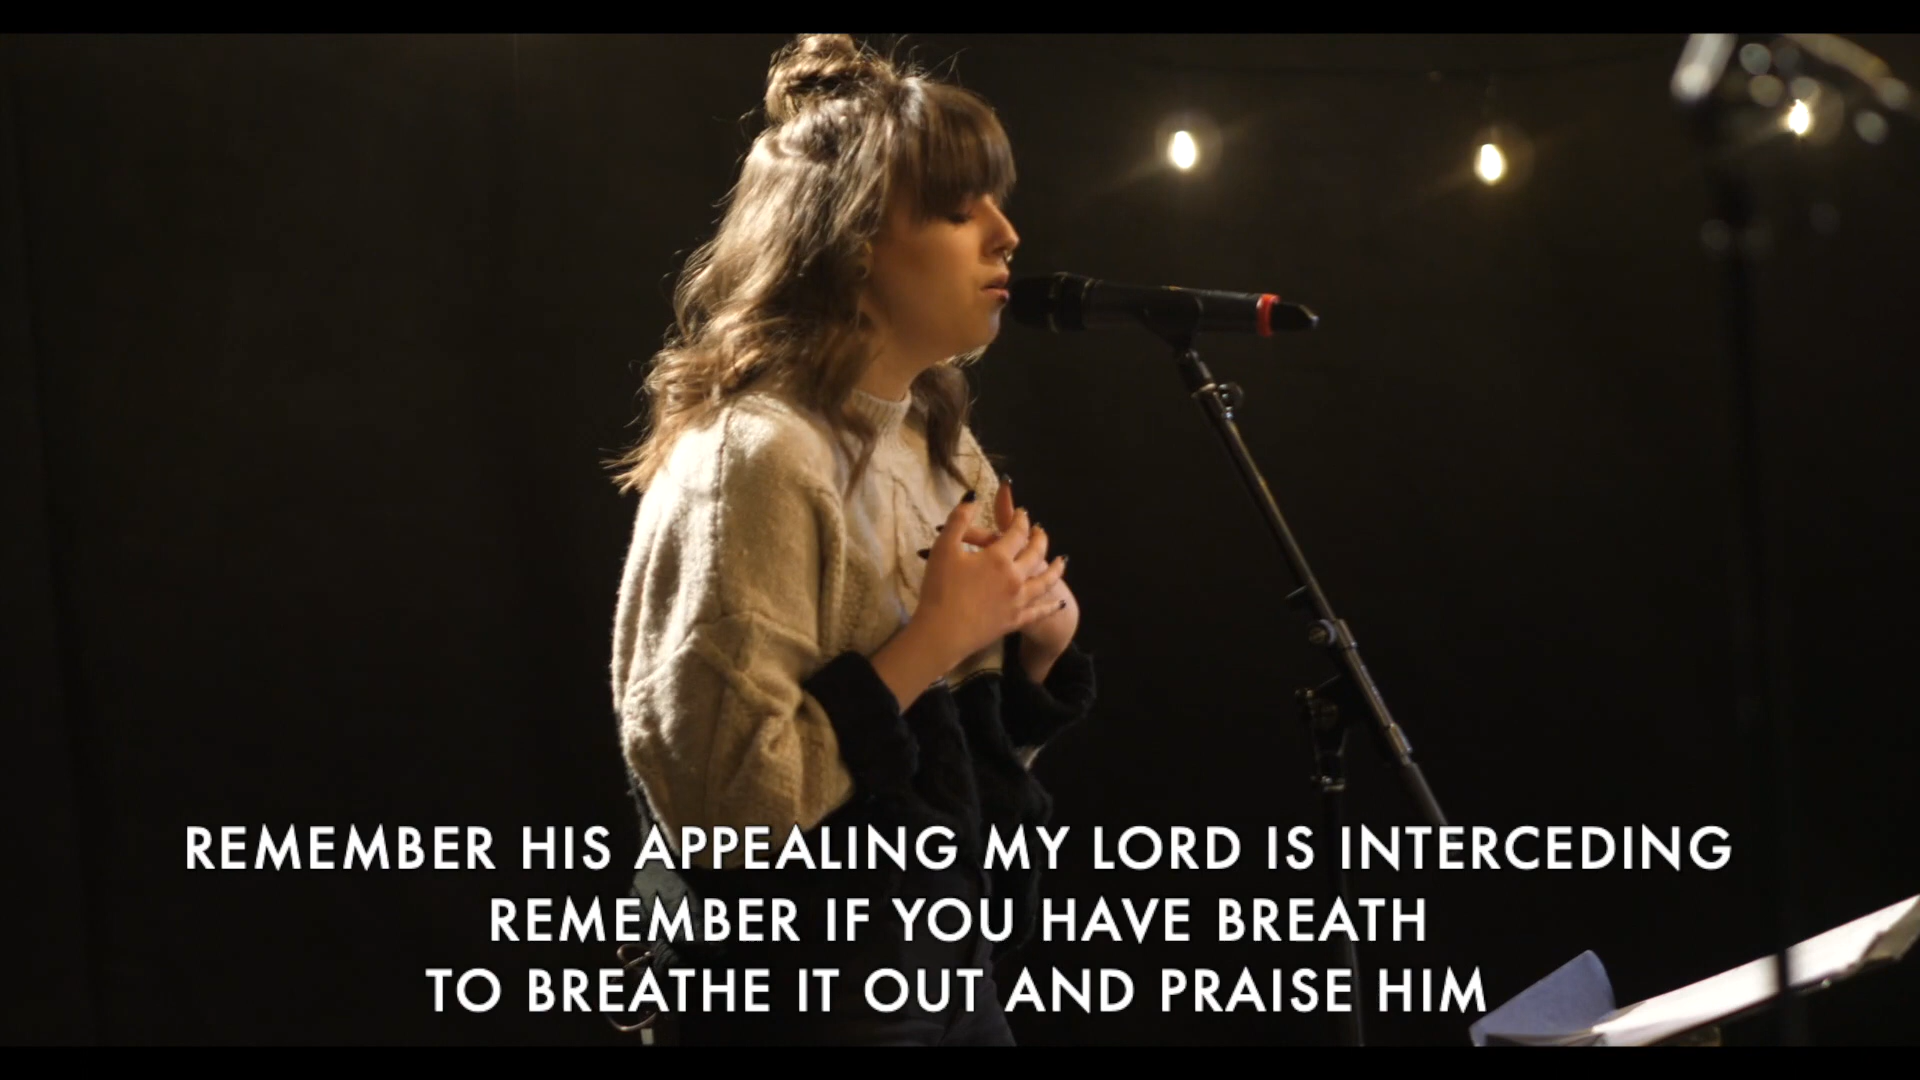 REMEMBER HIS APPEALING MY LORD IS INTERCEDING
REMEMBER IF YOU HAVE BREATH
TO BREATHE IT OUT AND PRAISE HIM